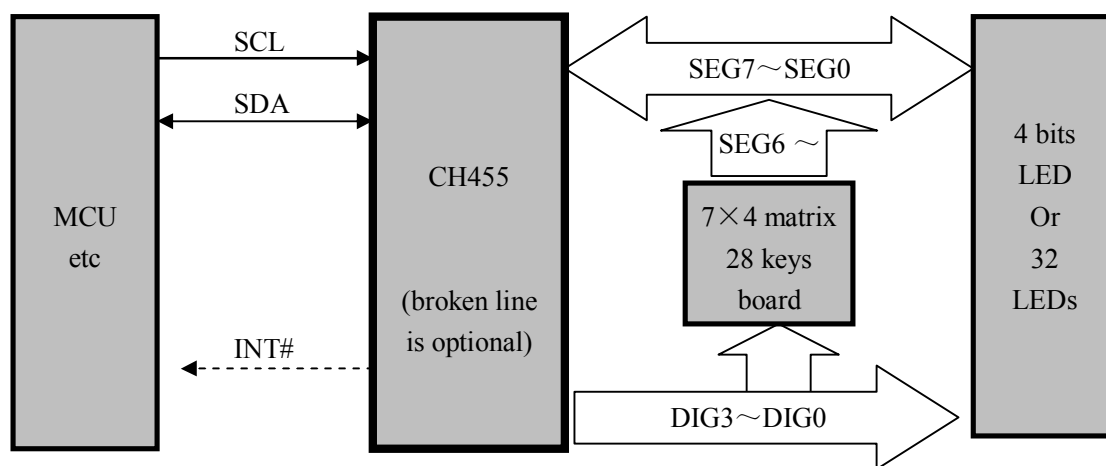 MCU
etc
SCL
SDA
INT#
CH455
(broken line
is optional)
SEG7～SEG0
SEG6 ～
7×4 matrix
28 keys
board
DIG3～DIG0
4 bits
LED
Or
32
LEDs